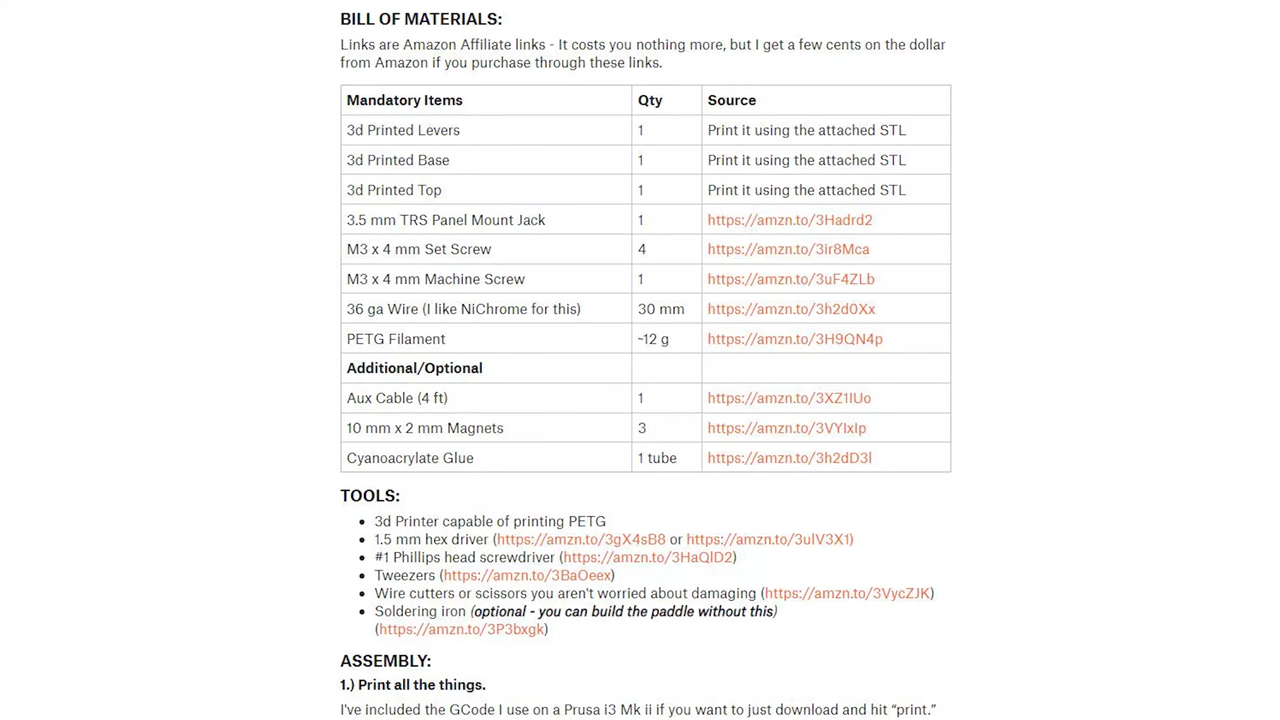 BILL OF MATERIALS:
Links are Amazon Affiliate links - It costs you nothing more, but I get a few cents on the dollar
from Amazon if you purchase through these links.
Mandatory Items Qty Source
3d Printed Levers 1 Print it using the attached STL
3d Printed Base 1 Print it using the attached STL
3d Printed Top 1 Print it using the attached STL
3.5 mm TRS Panel Mount Jack 1 https://amzn.to/3Hadrd2
M3 x 4 mm Set Screw 4 https://amzn.to/3ir8Mca
M3 x 4 mm Machine Screw 1 https://amzn.to/3uF4ZLb
36 ga Wire (I like NiChrome for this) 30 mm https://amzn.to/3h2d0Xx
PETG Filament ~12 g https://amzn.to/3H9QN4p
Additional/Optional
Aux Cable (4 ft) 1 https://amzn.to/3XZ1IUo
10 mm x 2 mm Magnets 3 https://amzn.to/3VYIxIp
Cyanoacrylate Glue 1 tube https://amzn.to/3h2dD3l
TOOLS:
• 3d Printer capable of printing PETG
• 1.5 mm hex driver (https://amzn.to/3gX4sB8 or https://amzn.to/3ulV3X1)
• #1 Phillips head screwdriver (https://amzn.to/3HaQlD2)
• Tweezers (https://amzn.to/3BaOeex)
• Wire cutters or scissors you aren't worried about damaging (https://amzn.to/3VycZJK)
• Soldering iron (optional - you can build the paddle without this)
(https://amzn.to/3P3bxgk)
ASSEMBLY:
1.) Print all the things.
I've included the GCode I use on a Prusa i3 Mk ii if you want to just download and hit “print.”